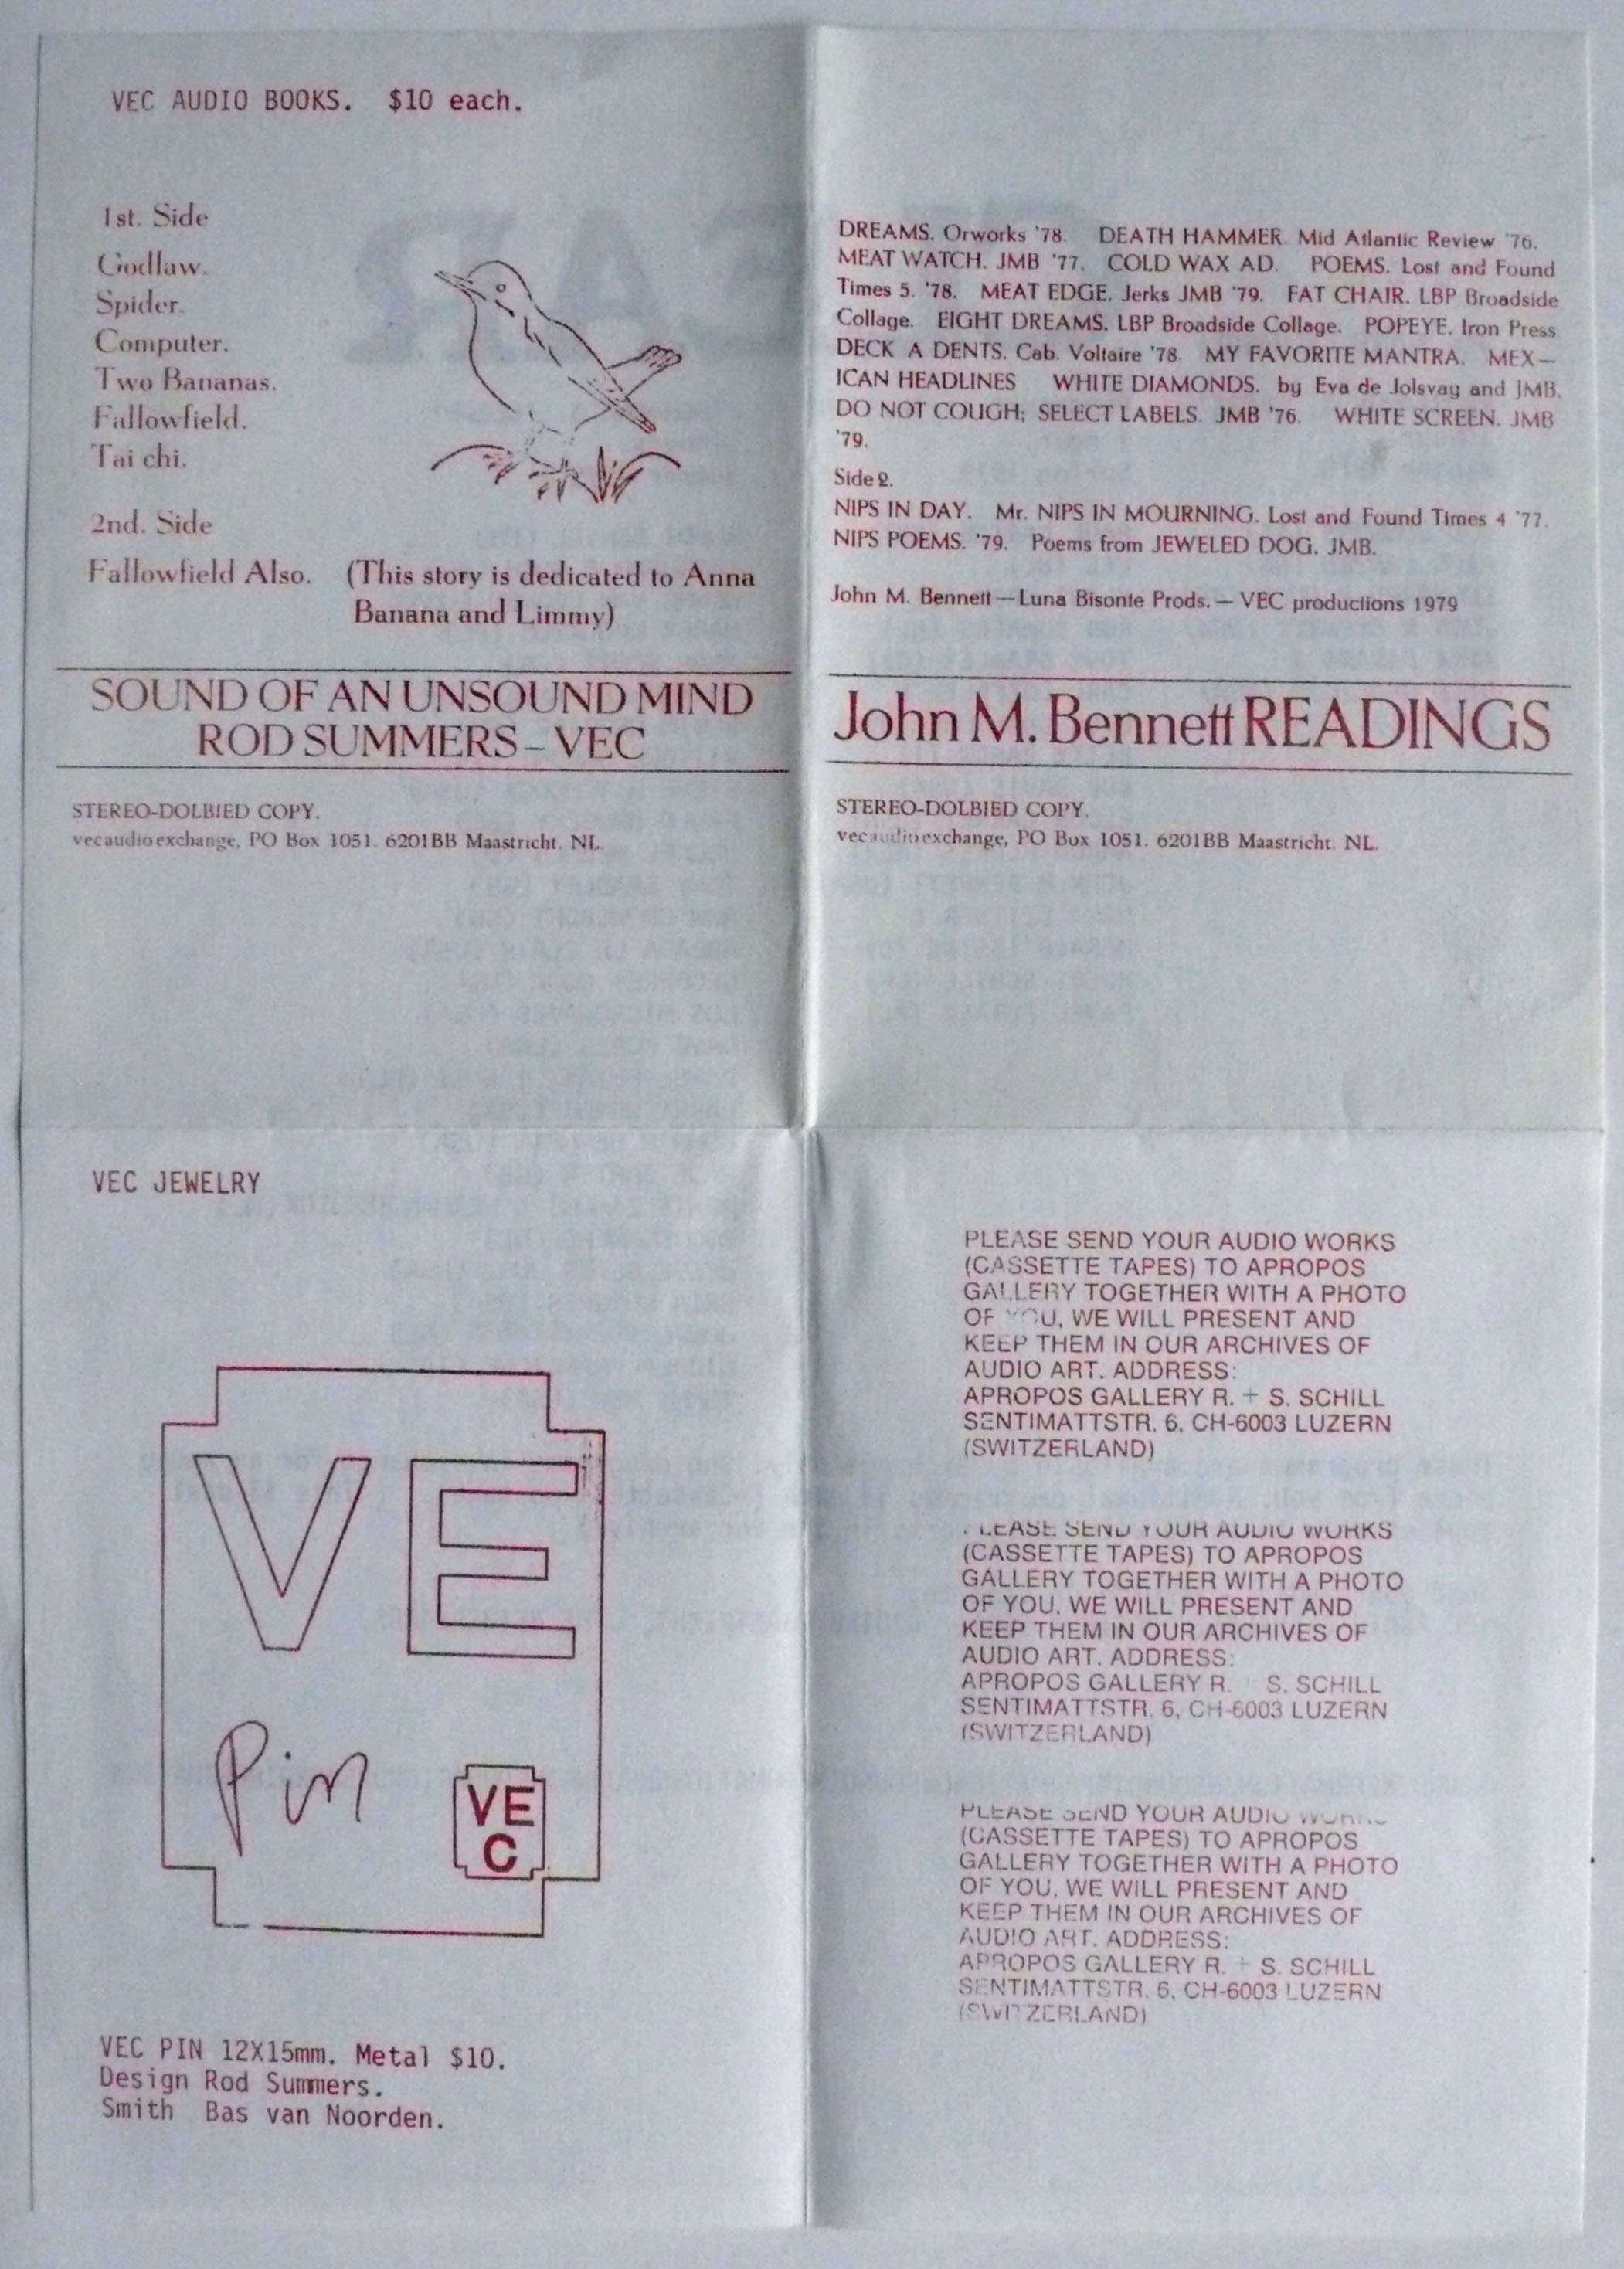 VEC AUDIO BOOKS. $10 each.
1st. Side
Godlaw.
Spider.
Computer.
Two Bananas.
Fallowfield.
Tai chi.
2nd. Side
Fallowfield Also. (This story is dedicated to Anna
Banana and Limmy)
SOUND OF AN UNSOUND MIND
ROD SUMMERS – VEC
STEREO-DOLBIED COPY.
vecaudioexchange, PO Box 1051. 6201BB Maastricht. NL.
DREAMS. Orworks '78. DEATH HAMMER. Mid Atlantic Review '76.
MEAT WATCH. JMB '77. COLD WAX AD. POEMS. Lost and Found
Times 5. '78. MEAT EDGE. Jerks JMB '79. FAT CHAIR. LBP Broadside
Collage. EIGHT DREAMS. LBP Broadside Collage. POPEYE. Iron Press
DECK A DENTS. Cab. Voltaire '78. MY FAVORITE MANTRA. MEX—
ICAN HEADLINES WHITE DIAMONDS. by Eva de Jolsvay and JMB.
DO NOT COUGH; SELECT LABELS. JMB '76. WHITE SCREEN. JMB
'79.
Side 2.
NIPS IN DAY. Mr. NIPS IN MOURNING. Lost and Found Times 4 '77.
NIPS POEMS. '79. Poems from JEWELED DOG. JMB.
John M. Bennett — Luna Bisonte Prods. — VEC productions 1979
John M. Bennett READINGS
STEREO-DOLBIED COPY.
vecaudioexchange, PO Box 1051. 6201BB Maastricht. NL.
VEC JEWELRY
VE
Pin
VE
C
VEC PIN 12X15mm. Metal $10.
Design Rod Summers.
Smith Bas van Noorden.
PLEASE SEND YOUR AUDIO WORKS
(CASSETTE TAPES) TO APROPOS
GALLERY TOGETHER WITH A PHOTO
OF YOU, WE WILL PRESENT AND
KEEP THEM IN OUR ARCHIVES OF
AUDIO ART. ADDRESS:
APROPOS GALLERY R. + S. SCHILL
SENTIMATTSTR. 6, CH-6003 LUZERN
(SWITZERLAND)
PLEASE SEND YOUR AUDIO WORKS
(CASSETTE TAPES) TO APROPOS
GALLERY TOGETHER WITH A PHOTO
OF YOU, WE WILL PRESENT AND
KEEP THEM IN OUR ARCHIVES OF
AUDIO ART. ADDRESS:
APROPOS GALLERY R. S. SCHILL
SENTIMATTSTR. 6, CH-6003 LUZERN
(SWITZERLAND)
PLEASE SEND YOUR AUDIO WORKS
(CASSETTE TAPES) TO APROPOS
GALLERY TOGETHER WITH A PHOTO
OF YOU, WE WILL PRESENT AND
KEEP THEM IN OUR ARCHIVES OF
AUDIO ART. ADDRESS:
APROPOS GALLERY R. + S. SCHILL
SENTIMATTSTR. 6, CH-6003 LUZERN
(SWITZERLAND)